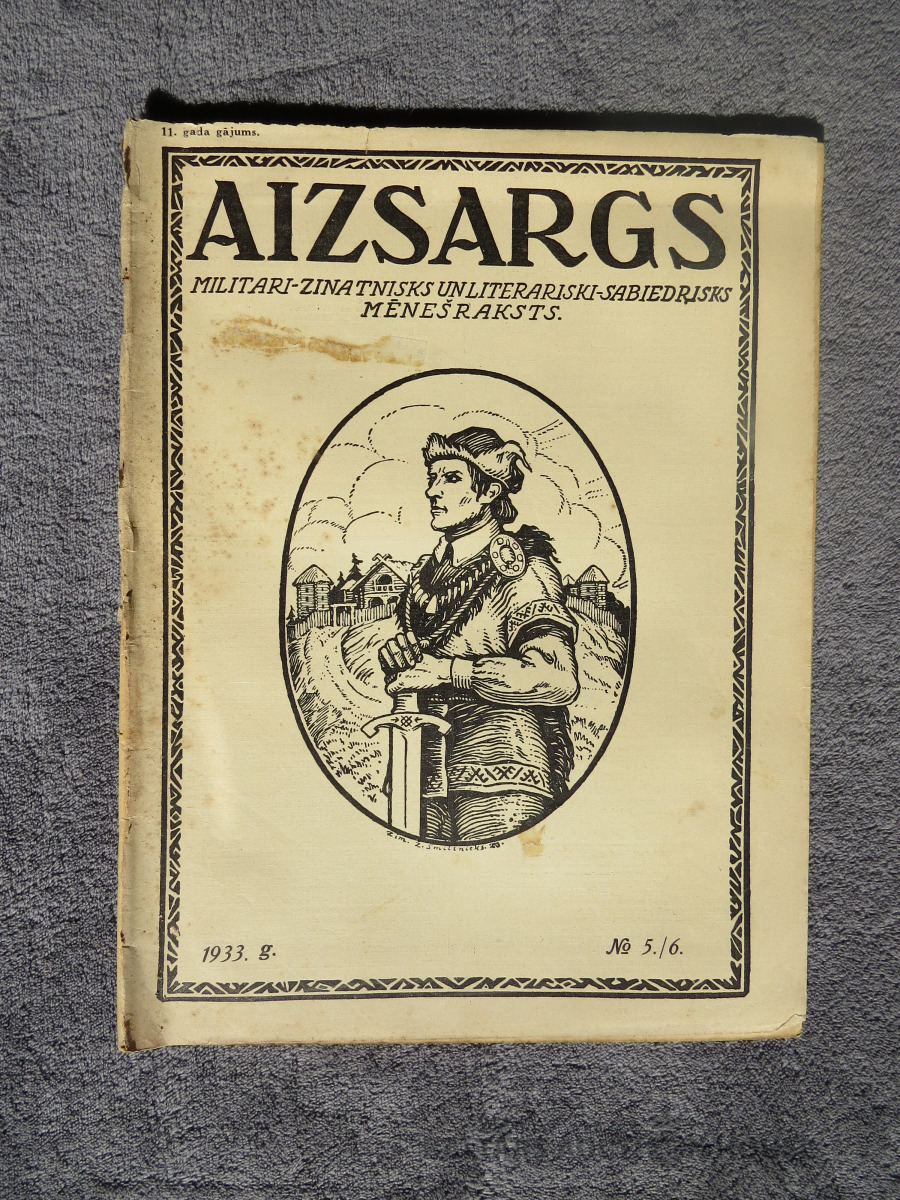 11. gada gājums.
AIZSARGS
MILITARI-ZINATNISKS UN LITERARISKI-SABIEDRISKS
MĒNEŠRAKSTS.
1933. g.
№ 5./6.